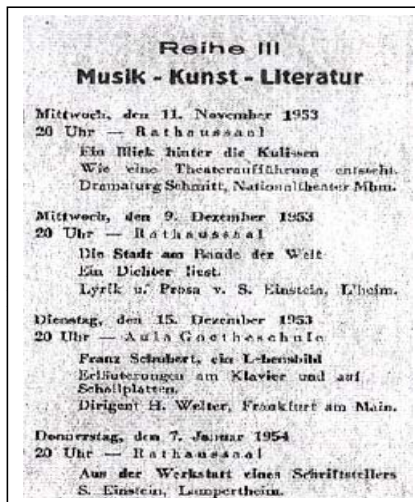 Reihe III
Musik - Kunst - Literatur
Mittwoch, den 11. November 1953
20 Uhr — Rathaussaal
Ein Blick hinter die Kulissen
Wie eine Theateraufführung entsteht.
Dramaturg Schmitt, Nationaltheater Mhm.
Mittwoch, den 9. Dezember 1953
20 Uhr — Rathaussaal
Die Stadt am Rande der Welt
Ein Dichter liest.
Lyrik u. Prosa v. S. Einstein, L'heim.
Dienstag, den 15. Dezember 1953
20 Uhr — Aula Goetheschule
Franz Schubert, ein Lebensbild
Erläuterungen am Klavier und auf
Schallplatten.
Dirigent H. Welter, Frankfurt am Main.
Donnerstag, den 7. Januar 1954
20 Uhr — Rathaussaal
Aus der Werkstatt eines Schriftstellers
S. Einstein, Lampertheim.